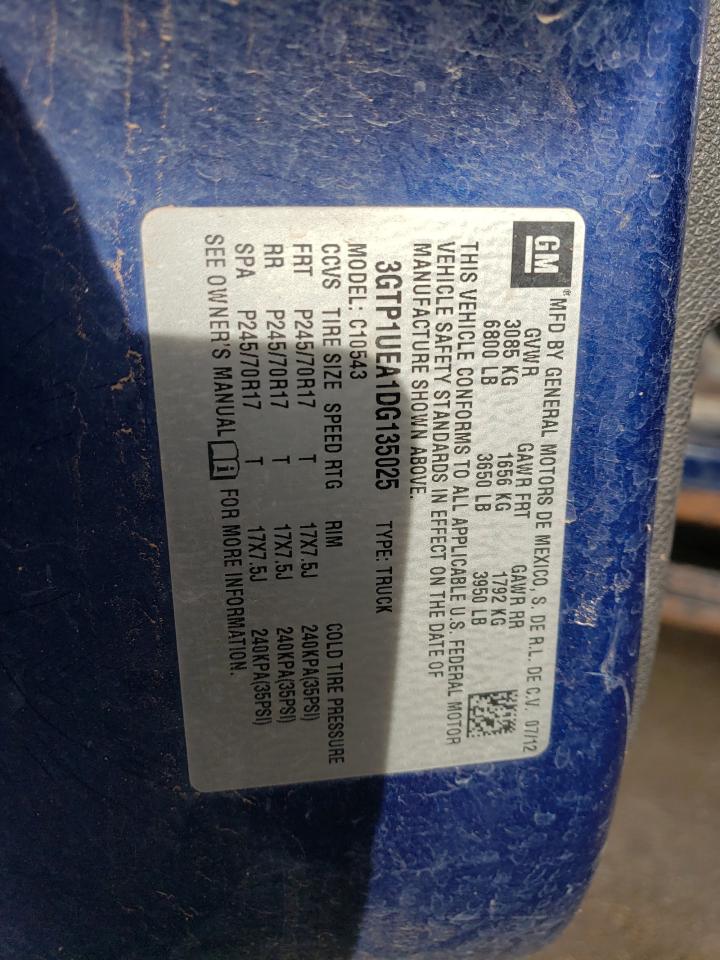 GM® MFD BY GENERAL MOTORS DE MEXICO, S. DE R.L. DE C.V. 07/12
GVWR GAWR FRT GAWR RR
3085 KG 1656 KG 1792 KG
6800 LB 3650 LB 3950 LB
THIS VEHICLE CONFORMS TO ALL APPLICABLE U.S. FEDERAL MOTOR
VEHICLE SAFETY STANDARDS IN EFFECT ON THE DATE OF
MANUFACTURE SHOWN ABOVE.
3GTP1UEA1DG135025 TYPE: TRUCK
MODEL: C10543
CCVS TIRE SIZE SPEED RTG RIM COLD TIRE PRESSURE
FRT P245/70R17 T 17X7.5J 240KPA(35PSI)
RR P245/70R17 T 17X7.5J 240KPA(35PSI)
SPA P245/70R17 T 17X7.5J 240KPA(35PSI)
SEE OWNER'S MANUAL FOR MORE INFORMATION.